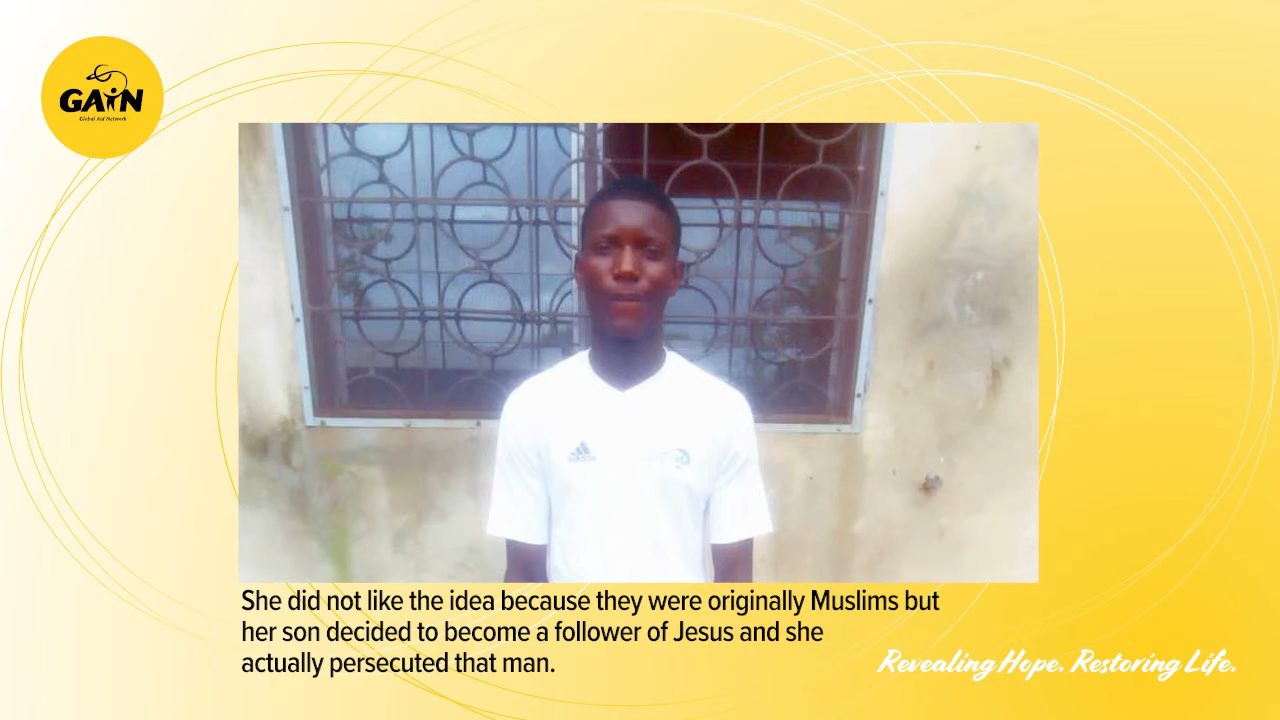 GAiN
Global Aid Network
adidas
She did not like the idea because they were originally Muslims but
her son decided to become a follower of Jesus and she
actually persecuted that man.
Revealing Hope. Restoring Life.